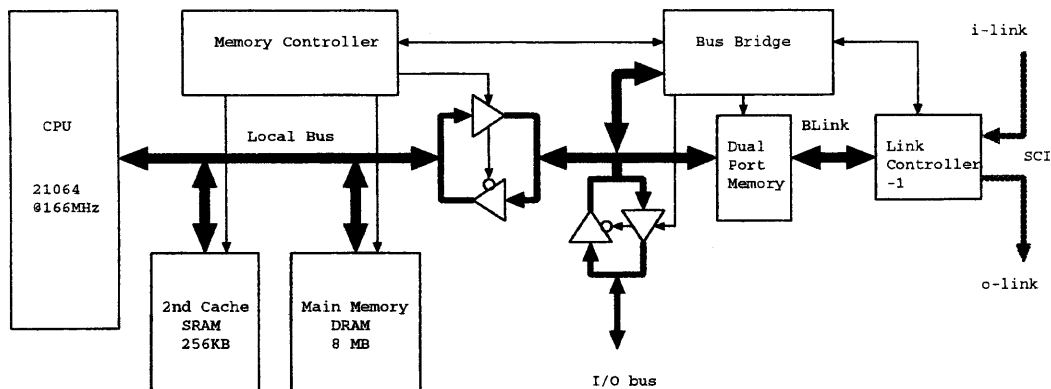 Memory Controller
Bus Bridge
i-link
CPU
21064
@166MHz
Local Bus
Dual
Port
Memory
BLink
Link
Controller
-1
SCI
2nd Cache
SRAM
256KB
Main Memory
DRAM
8 MB
o-link
I/O bus